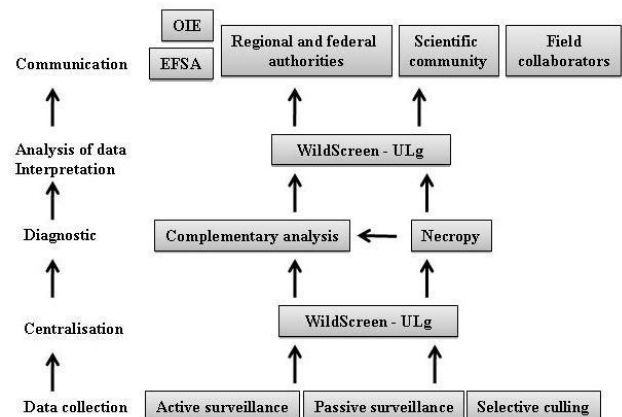 OIE
EFSA
Communication
Regional and federal
authorities
Scientific
community
Field
collaborators
Analysis of data
Interpretation
WildScreen - ULg
Diagnostic
Complementary analysis
Necropy
Centralisation
WildScreen - ULg
Data collection
Active surveillance
Passive surveillance
Selective culling